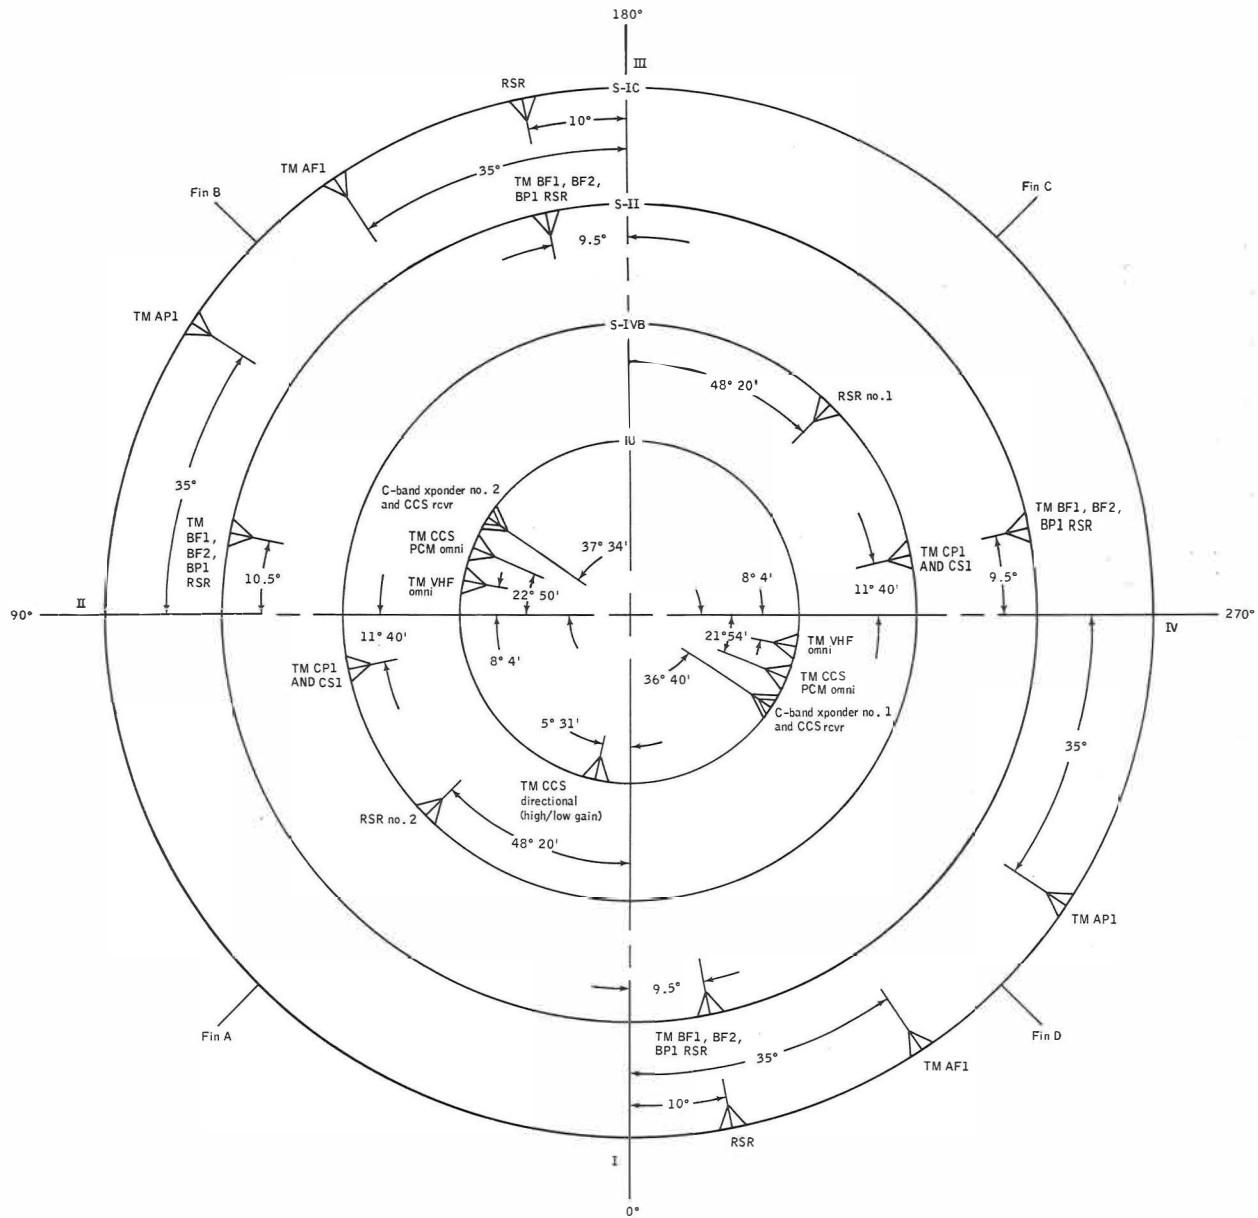 180°
III
RSR
S-IC
10°
TM AF1
35°
Fin B
TM BF1, BF2,
BP1 RSR
S-II
Fin C
9.5°
TM AP1
S-IVB
48° 20'
RSR no.1
35°
IU
C-band xponder no. 2
and CCS rcvr
TM
BF1,
BF2,
BP1
RSR
TM CCS
PCM omni
37° 34'
TM BF1, BF2,
BP1 RSR
TM CP1
AND CS1
10.5°
TM VHF
omni
22° 50'
8° 4'
11° 40'
9.5°
II
90°
270°
IV
11° 40'
8° 4'
21° 54'
TM VHF
omni
TM CP1
AND CS1
36° 40'
TM CCS
PCM omni
C-band xponder no. 1
and CCS rcvr
5° 31'
35°
TM CCS
directional
(high/low gain)
RSR no. 2
48° 20'
TM AP1
9.5°
Fin A
TM BF1, BF2,
BP1 RSR
Fin D
35°
TM AF1
10°
RSR
I
0°